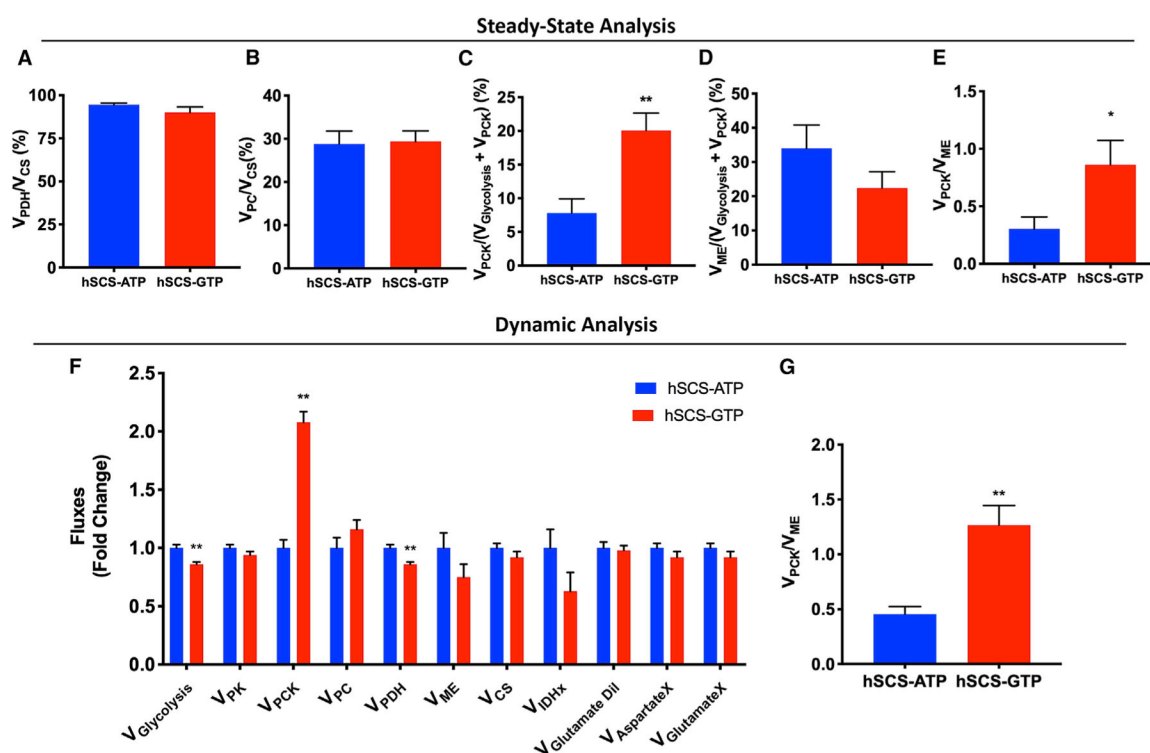 Steady-State Analysis
A
V_PDH/V_CS (%)
100
75
50
25
0
hSCS-ATP hSCS-GTP
B
V_PC/V_CS(%)
40
30
20
10
0
hSCS-ATP hSCS-GTP
C
V_PCK/(V_Glycolysis + V_PCK) (%)
25
20
15
10
5
0
**
hSCS-ATP hSCS-GTP
D
V_ME/(V_Glycolysis + V_PCK) (%)
50
40
30
20
10
0
hSCS-ATP hSCS-GTP
E
V_PCK/V_ME
1.5
1.0
0.5
0.0
*
hSCS-ATP hSCS-GTP
Dynamic Analysis
F
Fluxes
(Fold Change)
2.5
2.0
1.5
1.0
0.5
0.0
** ** **
hSCS-ATP
hSCS-GTP
V_Glycolysis
V_PK
V_PCK
V_PC
V_PDH
V_ME
V_CS
V_IDHx
V_Glutamate Dil
V_AspartateX
V_GlutamateX
G
V_PCK/V_ME
2.0
1.5
1.0
0.5
0.0
**
hSCS-ATP hSCS-GTP